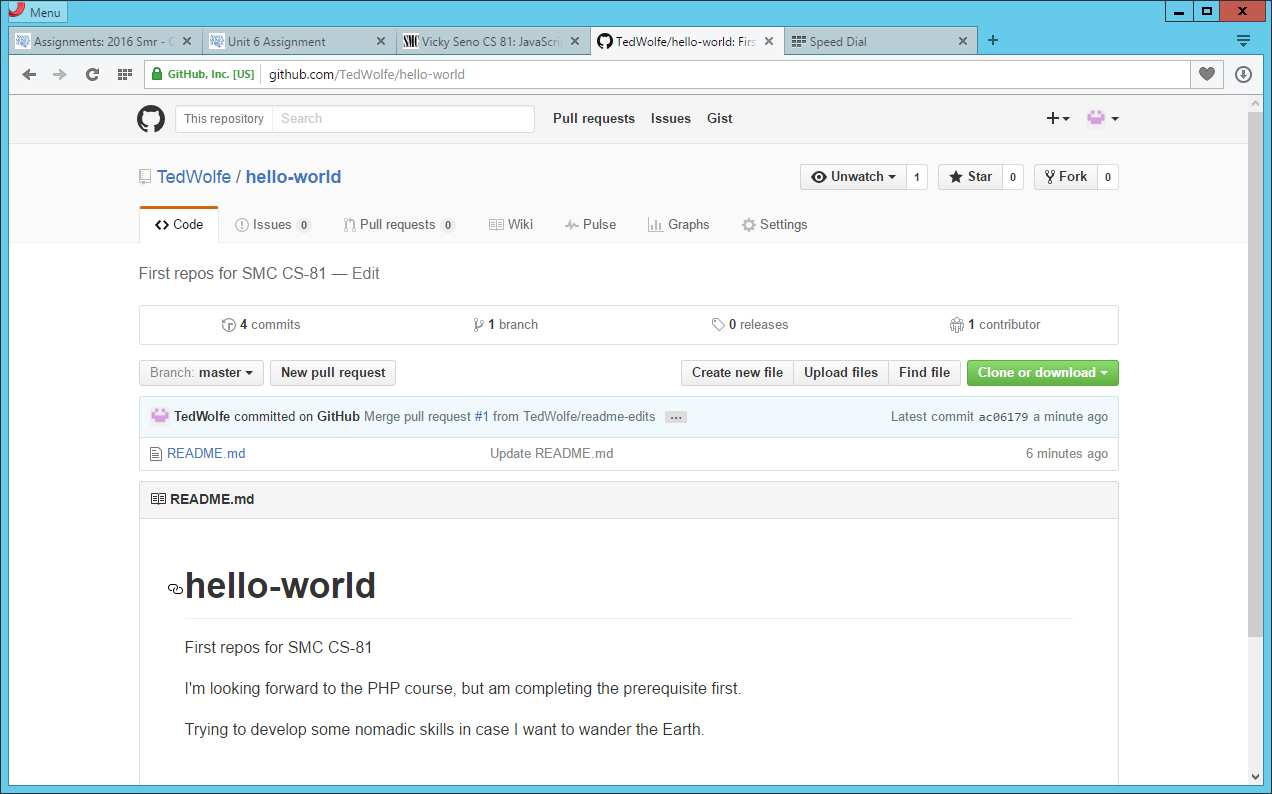 Menu
Assignments: 2016 Smr - C
Unit 6 Assignment
SMC Vicky Seno CS 81: JavaScri
TedWolfe/hello-world: Firs
Speed Dial
GitHub, Inc. [US] github.com/TedWolfe/hello-world
This repository Search Pull requests Issues Gist
TedWolfe / hello-world Unwatch 1 Star 0 Fork 0
Code Issues 0 Pull requests 0 Wiki Pulse Graphs Settings
First repos for SMC CS-81 — Edit
4 commits 1 branch 0 releases 1 contributor
Branch: master New pull request Create new file Upload files Find file Clone or download
TedWolfe committed on GitHub Merge pull request #1 from TedWolfe/readme-edits ... Latest commit ac06179 a minute ago
README.md Update README.md 6 minutes ago
README.md
hello-world
First repos for SMC CS-81
I'm looking forward to the PHP course, but am completing the prerequisite first.
Trying to develop some nomadic skills in case I want to wander the Earth.